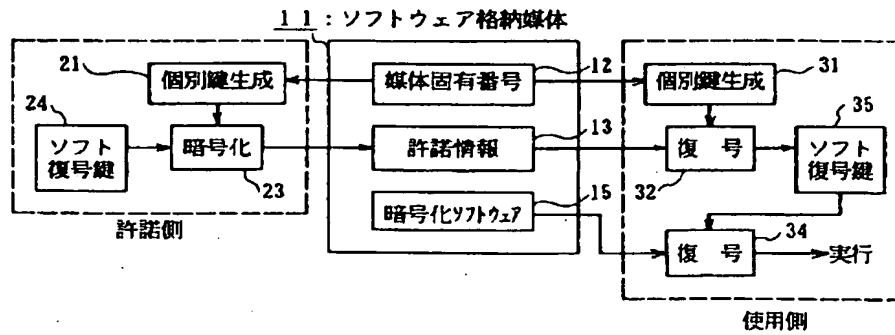 11：ソフトウェア格納媒体
21
個別鍵生成
24
ソフト
復号鍵
暗号化
23
許諾側
媒体固有番号
12
許諾情報
13
暗号化ソフトウェア
15
個別鍵生成
31
復 号
32
35
ソフト
復号鍵
復 号
34
実行
使用側